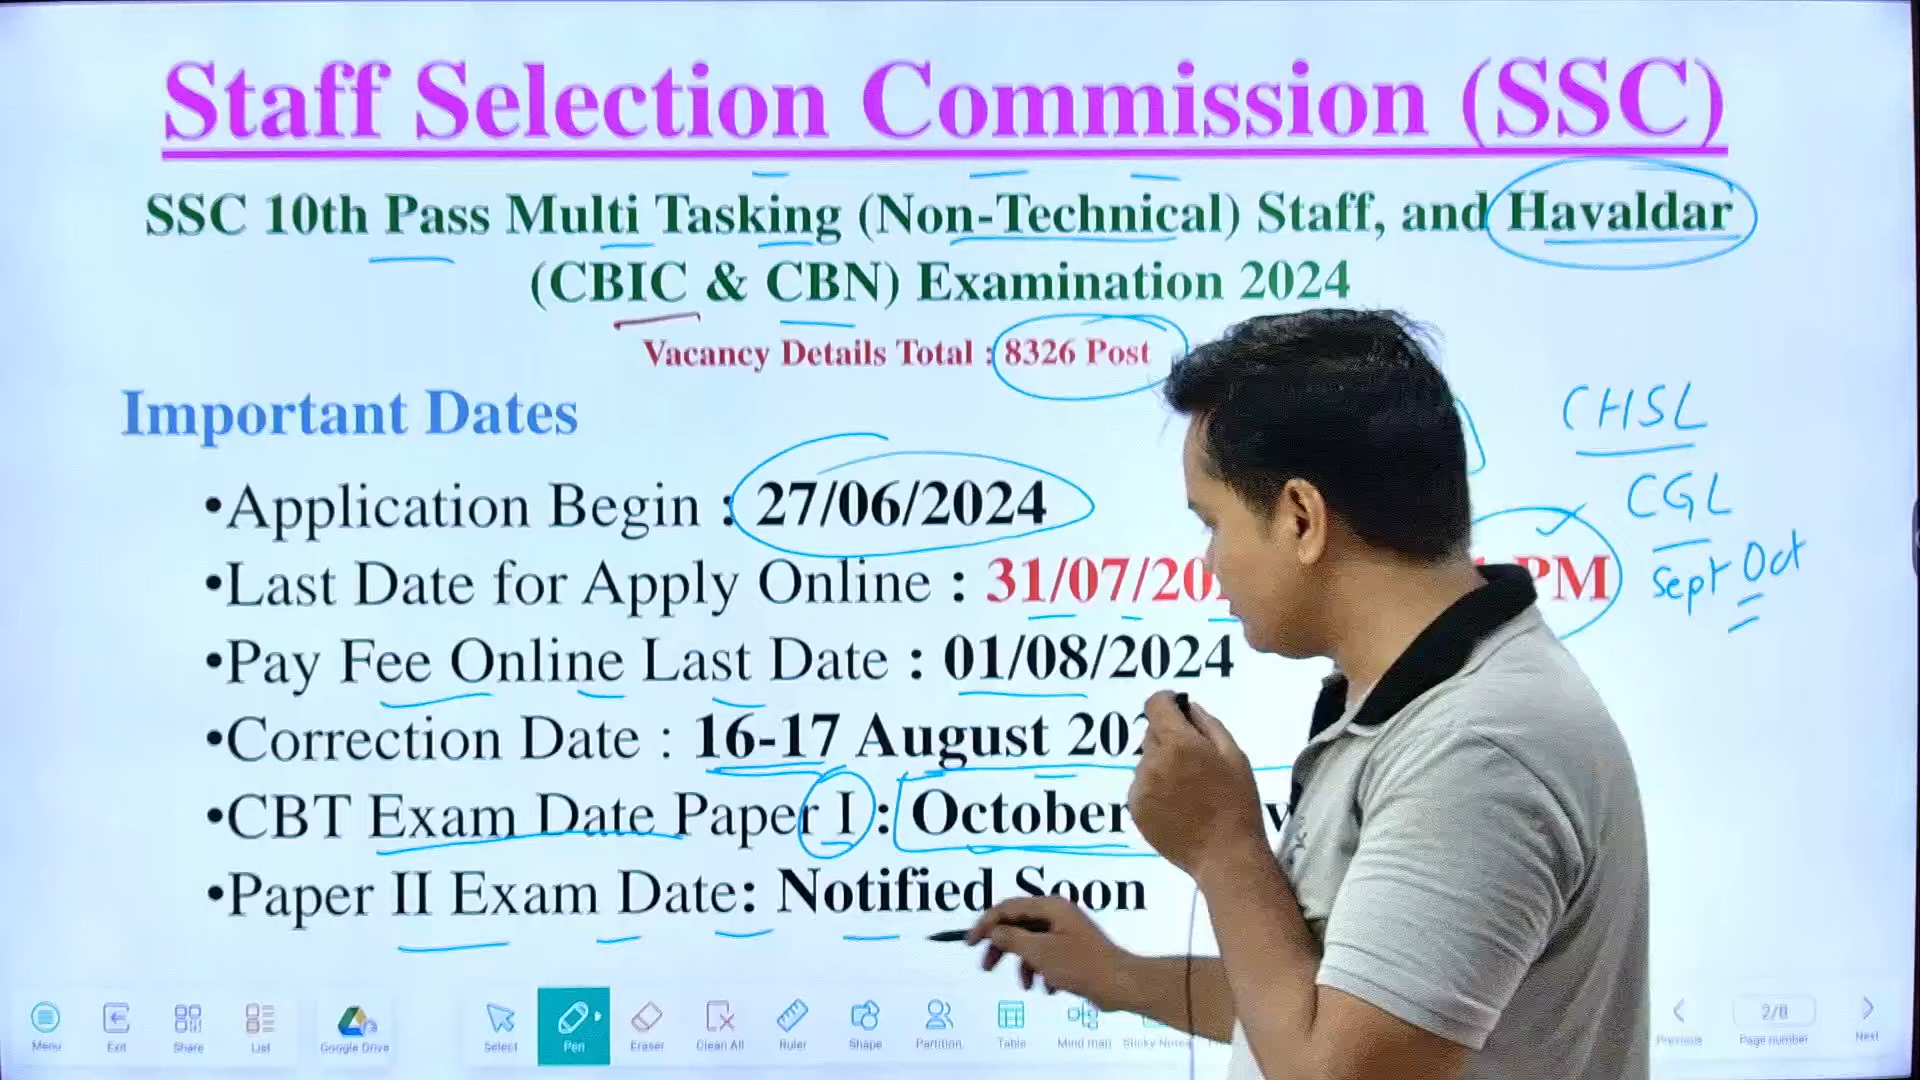 Staff Selection Commission (SSC)
SSC 10th Pass Multi Tasking (Non-Technical) Staff, and Havaldar
(CBIC & CBN) Examination 2024
Vacancy Details Total : 8326 Post
CHSL
Important Dates
CGL
•Application Begin : 27/06/2024
Sept Oct
•Last Date for Apply Online : 31/07/20 PM
•Pay Fee Online Last Date : 01/08/2024
•Correction Date : 16-17 August 202
•CBT Exam Date Paper I : October
•Paper II Exam Date: Notified Soon
Menu Exit Share List Google Drive Select Pen Eraser Clean All Ruler Shape Partition Table Mind map Sticky Notes Previous 2/8 Page number Next